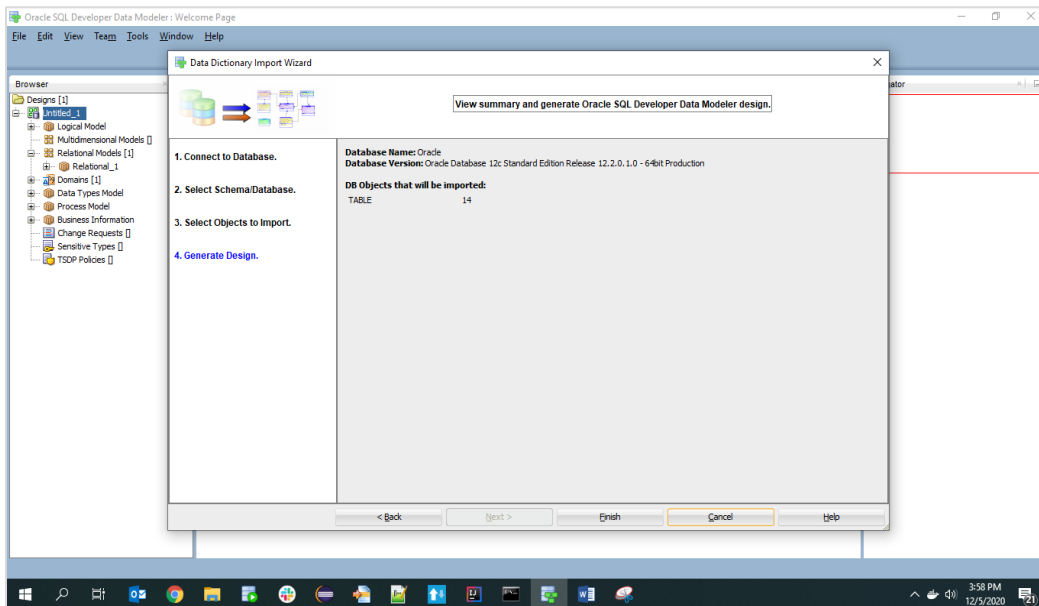 Oracle SQL Developer Data Modeler : Welcome Page
File Edit View Team Tools Window Help
Data Dictionary Import Wizard
Browser
ator
Designs [1]
Untitled_1
Logical Model
Multidimensional Models []
Relational Models [1]
Relational_1
Domains [1]
Data Types Model
Process Model
Business Information
Change Requests []
Sensitive Types []
TSDP Policies []
View summary and generate Oracle SQL Developer Data Modeler design.
1. Connect to Database.
2. Select Schema/Database.
3. Select Objects to Import.
4. Generate Design.
Database Name: Oracle
Database Version: Oracle Database 12c Standard Edition Release 12.2.0.1.0 - 64bit Production
DB Objects that will be imported:
TABLE 14
< Back Next > Finish Cancel Help
3:58 PM
12/5/2020
21